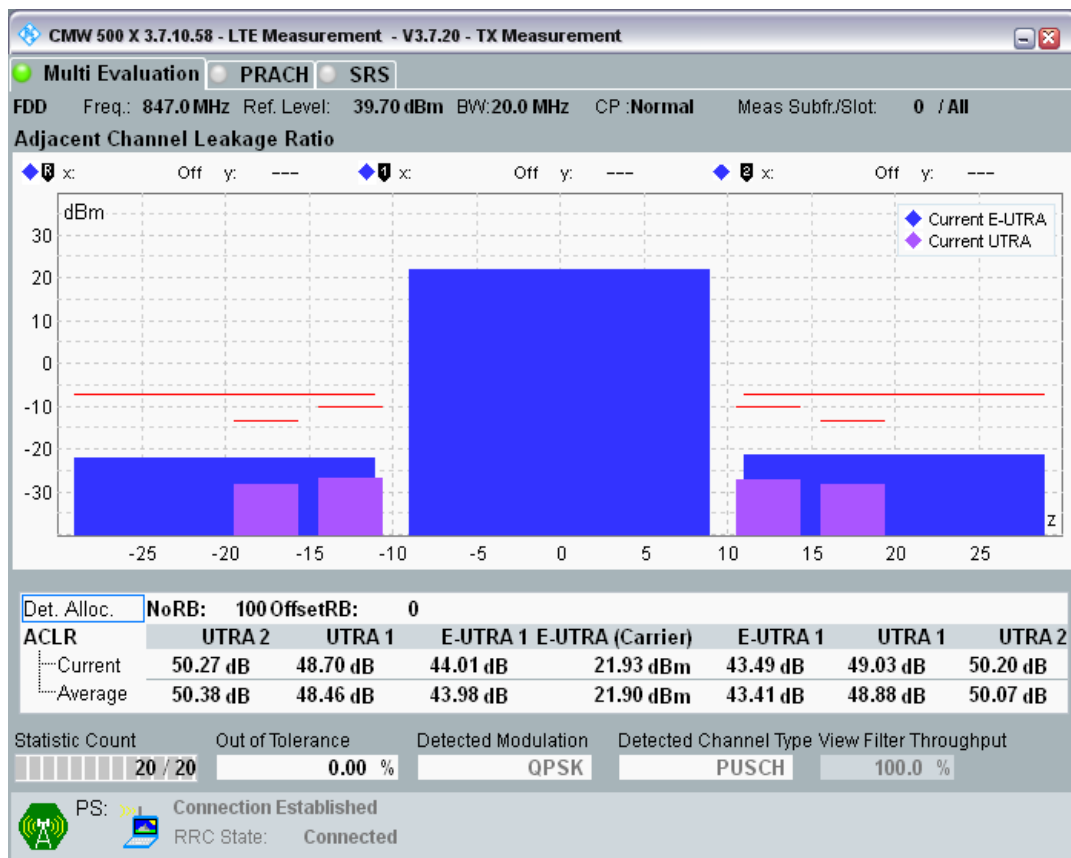 CMW 500 X 3.7.10.58 - LTE Measurement - V3.7.20 - TX Measurement
Multi Evaluation PRACH SRS
FDD Freq.: 847.0 MHz Ref. Level: 39.70 dBm BW:20.0 MHz CP :Normal Meas Subfr./Slot: 0 / All
Adjacent Channel Leakage Ratio
R x: Off y: --- 1 x: Off y: --- 2 x: Off y: ---
dBm
Current E-UTRA
Current UTRA
30
20
10
0
-10
-20
-30
z
-25 -20 -15 -10 -5 0 5 10 15 20 25
Det. Alloc. NoRB: 100 OffsetRB: 0
ACLR UTRA 2 UTRA 1 E-UTRA 1 E-UTRA (Carrier) E-UTRA 1 UTRA 1 UTRA 2
Current 50.27 dB 48.70 dB 44.01 dB 21.93 dBm 43.49 dB 49.03 dB 50.20 dB
Average 50.38 dB 48.46 dB 43.98 dB 21.90 dBm 43.41 dB 48.88 dB 50.07 dB
Statistic Count Out of Tolerance Detected Modulation Detected Channel Type View Filter Throughput
20 / 20 0.00 % QPSK PUSCH 100.0 %
PS: Connection Established
RRC State: Connected